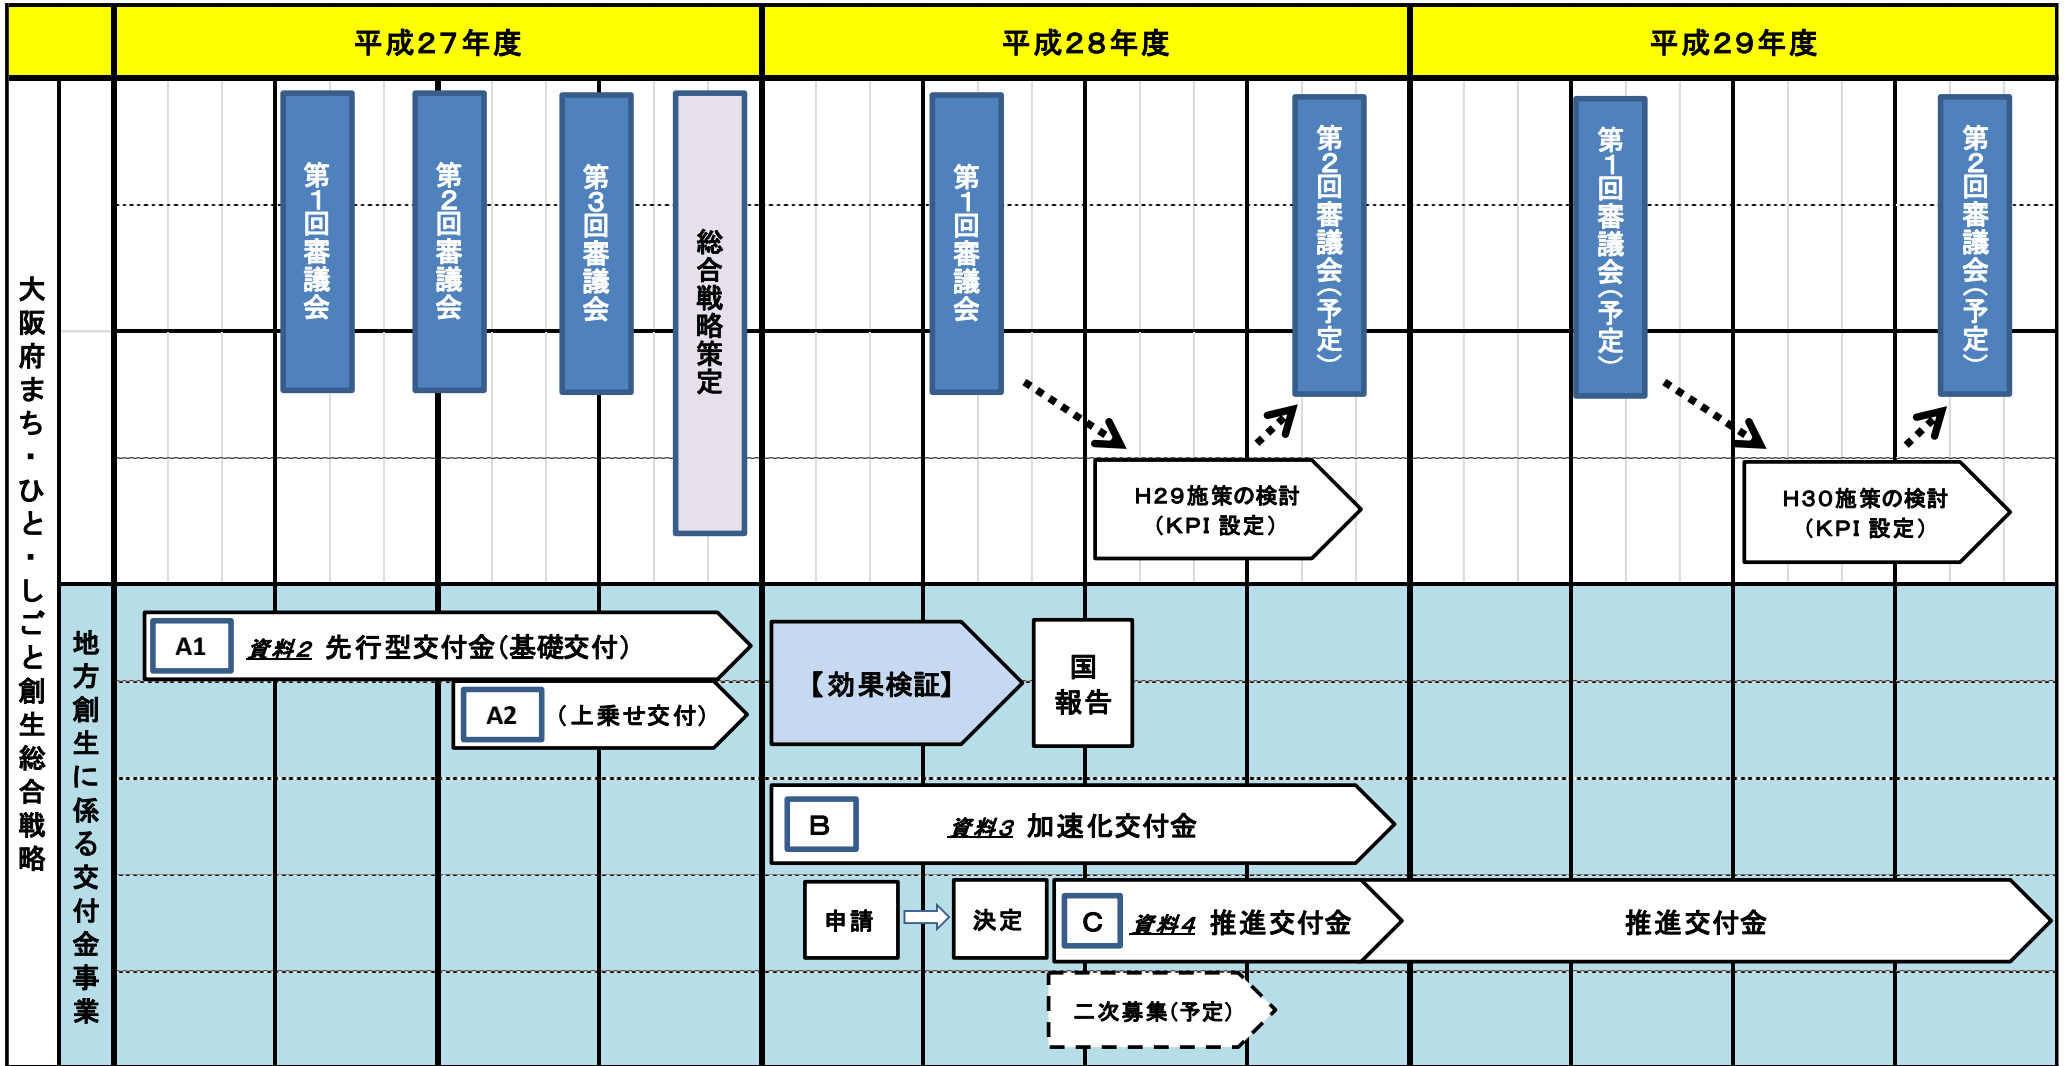 平成27年度
平成28年度
平成29年度
大阪府まち・ひと・しごと創生総合戦略
第1回審議会
第2回審議会
第3回審議会
総合戦略策定
第1回審議会
第2回審議会(予定)
第1回審議会(予定)
第2回審議会(予定)
H29施策の検討
(KPI 設定)
H30施策の検討
(KPI 設定)
地方創生に係る交付金事業
A1 資料2 先行型交付金(基礎交付)
A2 (上乗せ交付)
【効果検証】
国
報告
B 資料3 加速化交付金
申請
決定
C 資料4 推進交付金
推進交付金
二次募集(予定)